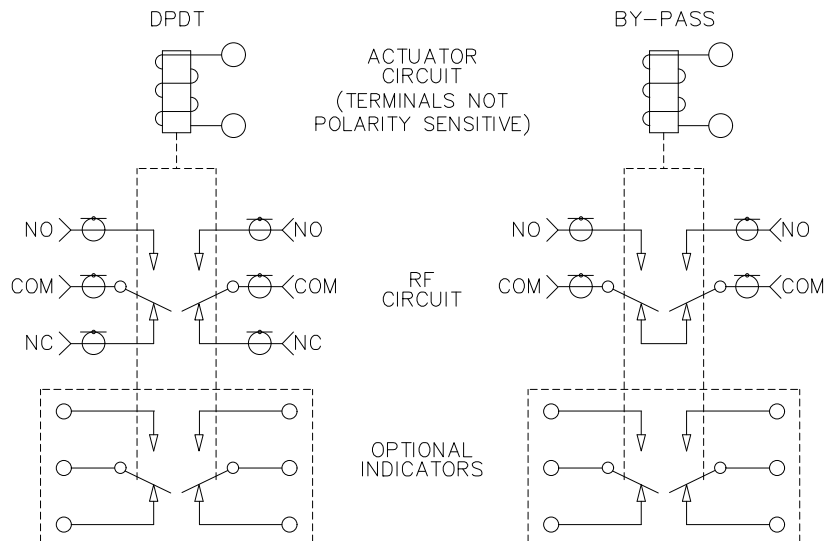 DPDT
BY-PASS
ACTUATOR
CIRCUIT
(TERMINALS NOT
POLARITY SENSITIVE)
NO
NO
NO
NO
COM
COM
RF
CIRCUIT
COM
COM
NC
NC
OPTIONAL
INDICATORS